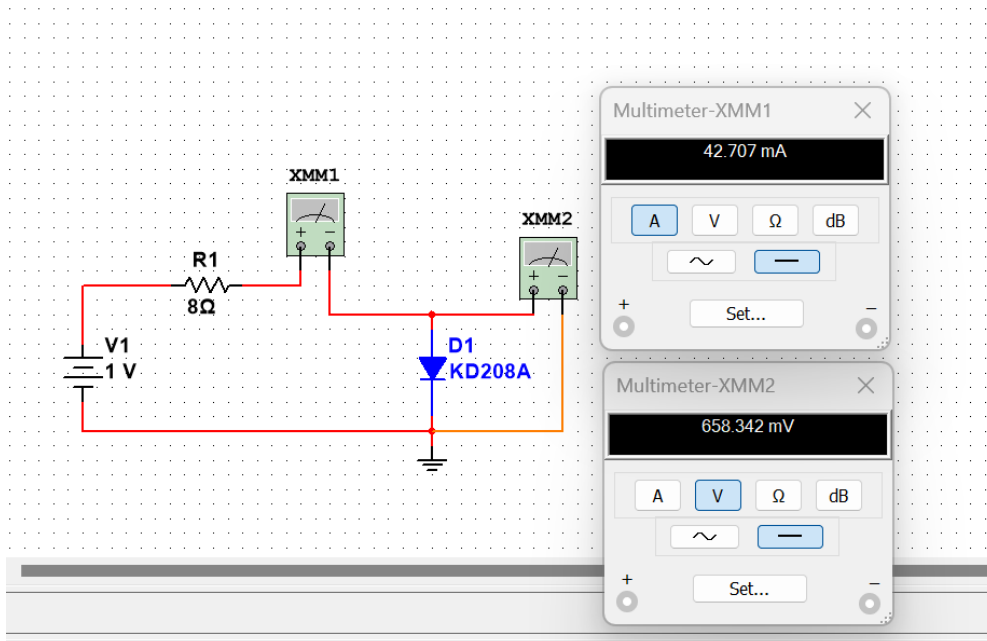 XMM1
+ −
R1
8Ω
V1
1 V
XMM2
+ −
D1
KD208A
Multimeter-XMM1
42.707 mA
A V Ω dB
+ Set... −
Multimeter-XMM2
658.342 mV
A V Ω dB
+ Set... −